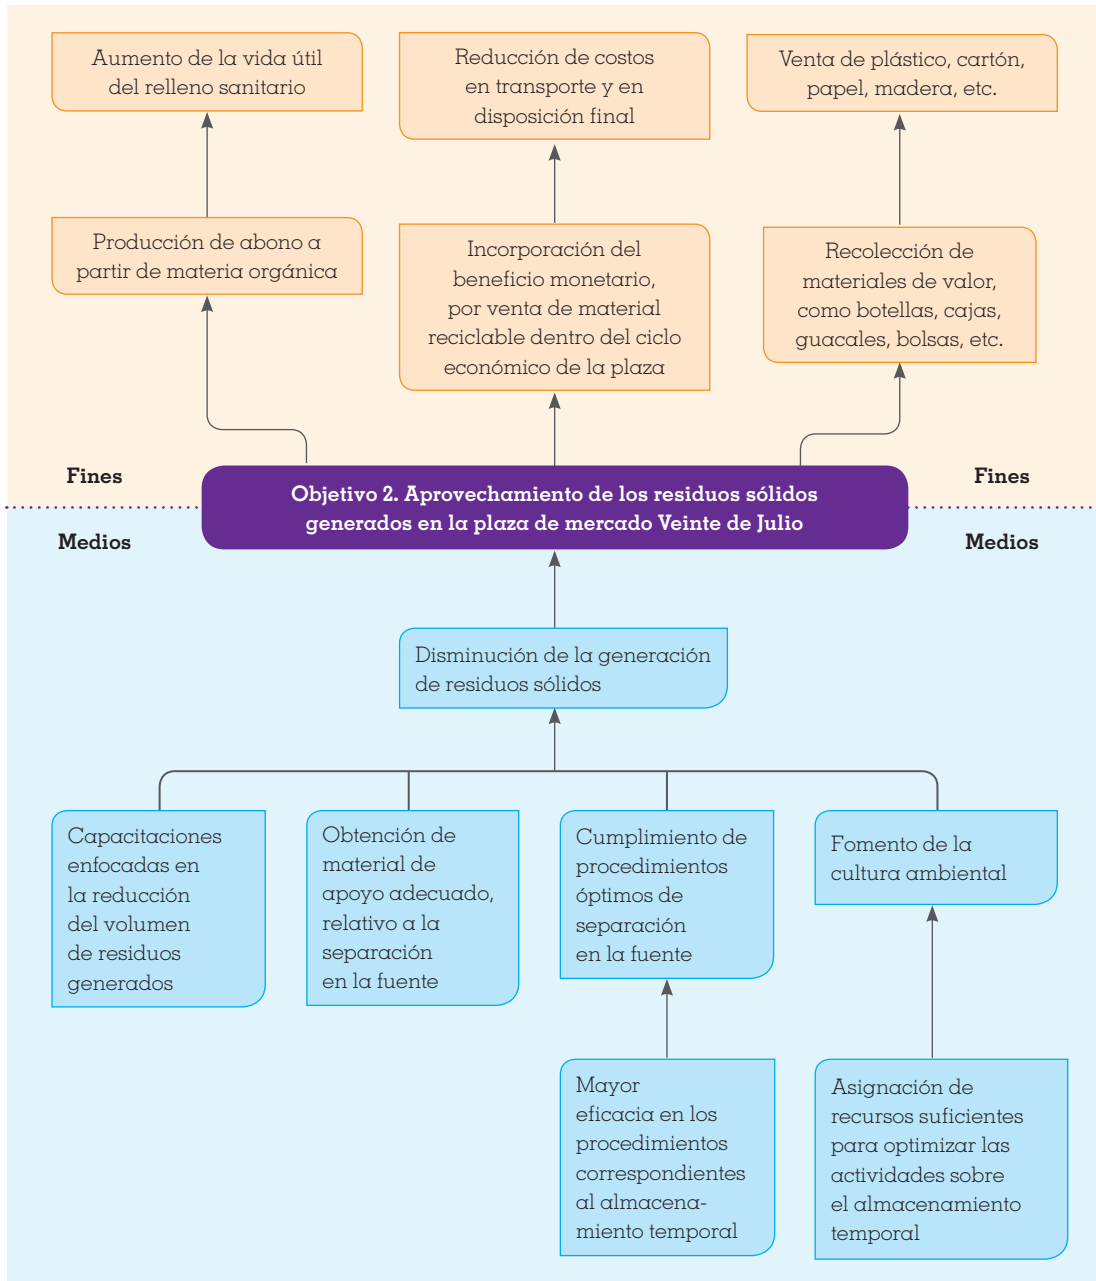 Aumento de la vida útil
del relleno sanitario
Reducción de costos
en transporte y en
disposición final
Venta de plástico, cartón,
papel, madera, etc.
Producción de abono a
partir de materia orgánica
Incorporación del
beneficio monetario,
por venta de material
reciclable dentro del ciclo
económico de la plaza
Recolección de
materiales de valor,
como botellas, cajas,
guacales, bolsas, etc.
Fines
Fines
Objetivo 2. Aprovechamiento de los residuos sólidos
generados en la plaza de mercado Veinte de Julio
Medios
Medios
Disminución de la generación
de residuos sólidos
Capacitaciones
enfocadas en
la reducción
del volumen
de residuos
generados
Obtención de
material de
apoyo adecuado,
relativo a la
separación
en la fuente
Cumplimiento de
procedimientos
óptimos de
separación
en la fuente
Fomento de la
cultura ambiental
Mayor
eficacia en los
procedimientos
correspondientes
al almacena-
miento temporal
Asignación de
recursos suficientes
para optimizar las
actividades sobre
el almacenamiento
temporal